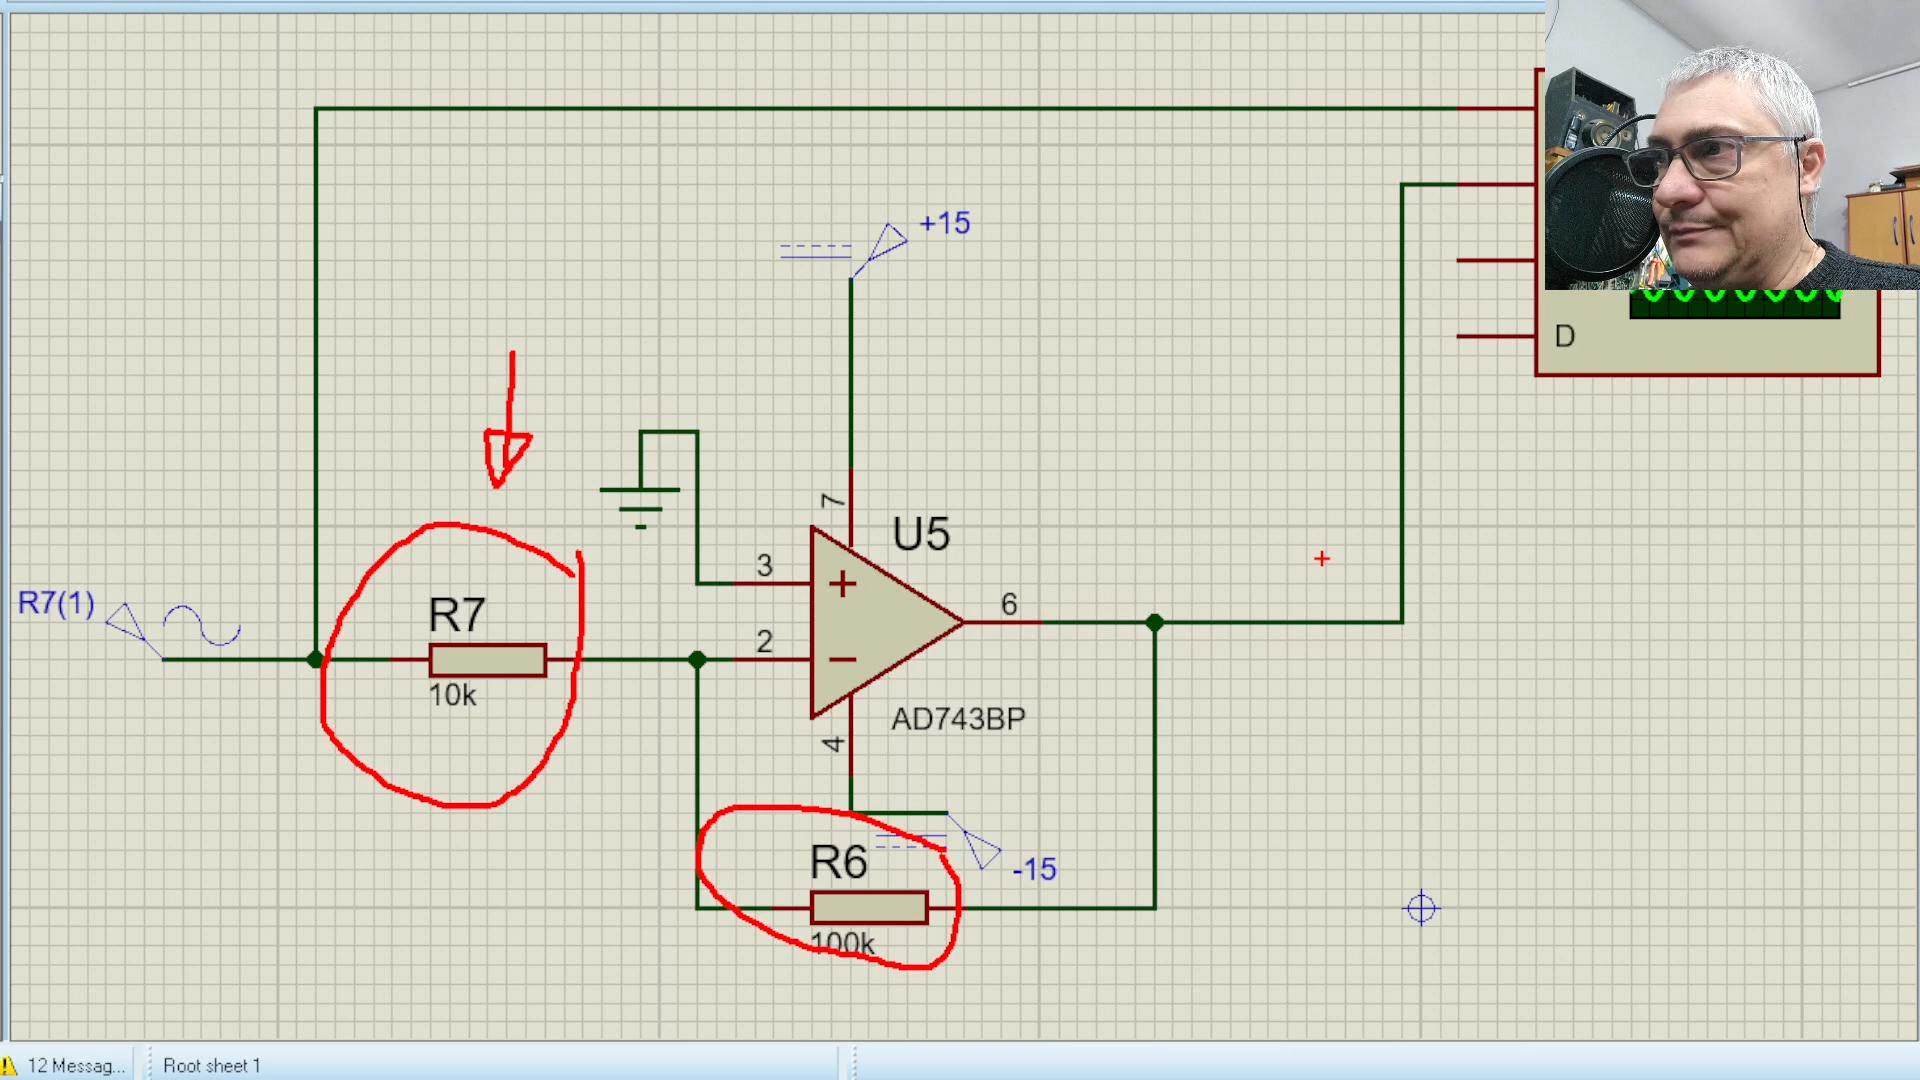 +15
7
U5
3
+
R7(1)
R7
6
2
10k
AD743BP
4
R6
-15
100k
D
12 Messag...
Root sheet 1